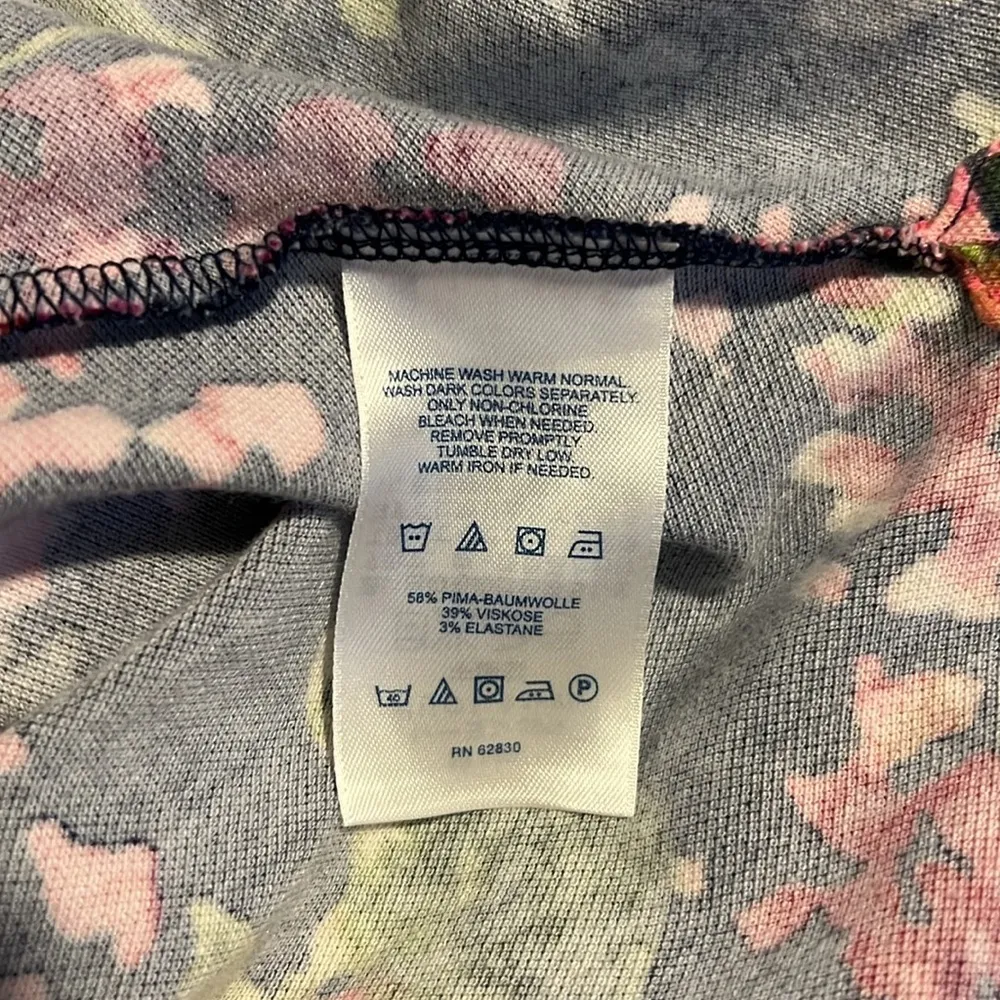 MACHINE WASH WARM NORMAL.
WASH DARK COLORS SEPARATELY.
ONLY NON-CHLORINE
BLEACH WHEN NEEDED.
REMOVE PROMPTLY
TUMBLE DRY LOW.
WARM IRON IF NEEDED.
58% PIMA-BAUMWOLLE
39% VISKOSE
3% ELASTANE
40 P
RN 62830